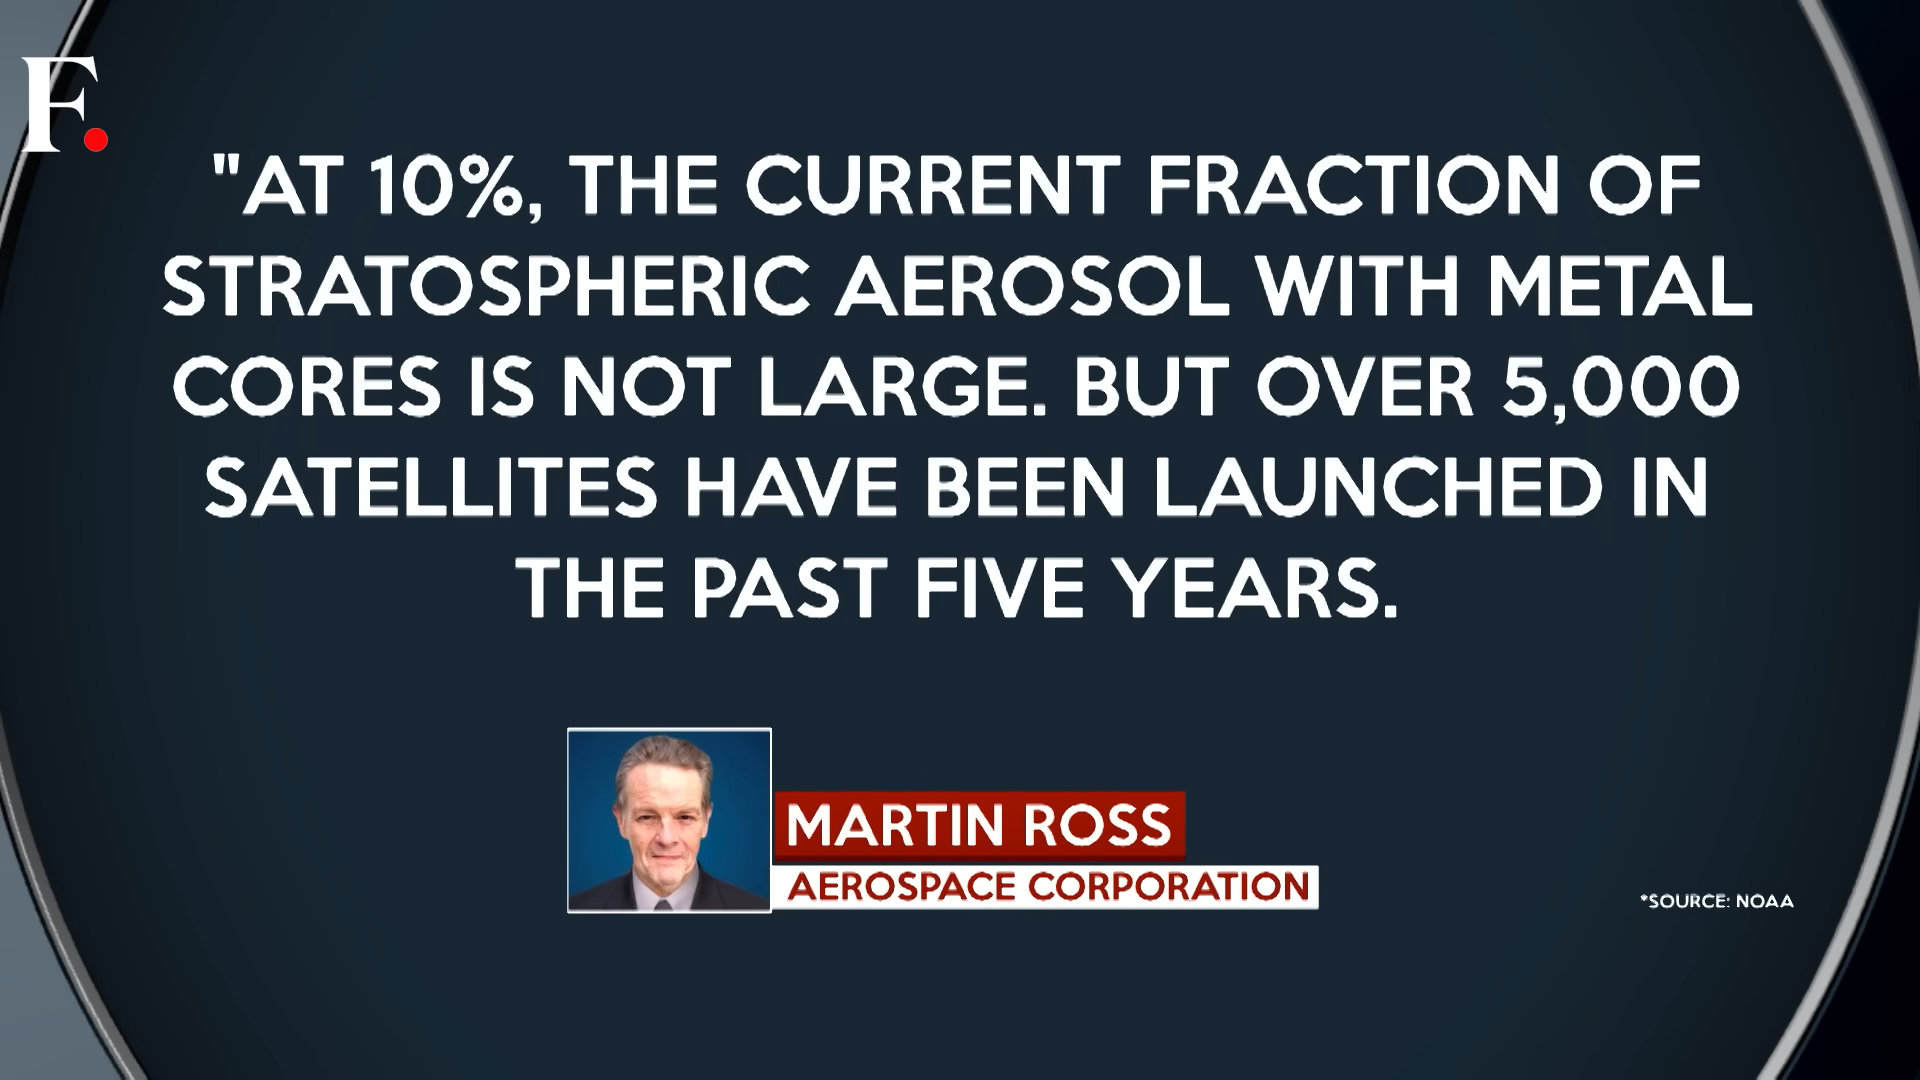 F.
"AT 10%, THE CURRENT FRACTION OF
STRATOSPHERIC AEROSOL WITH METAL
CORES IS NOT LARGE. BUT OVER 5,000
SATELLITES HAVE BEEN LAUNCHED IN
THE PAST FIVE YEARS.
MARTIN ROSS
AEROSPACE CORPORATION
*SOURCE: NOAA